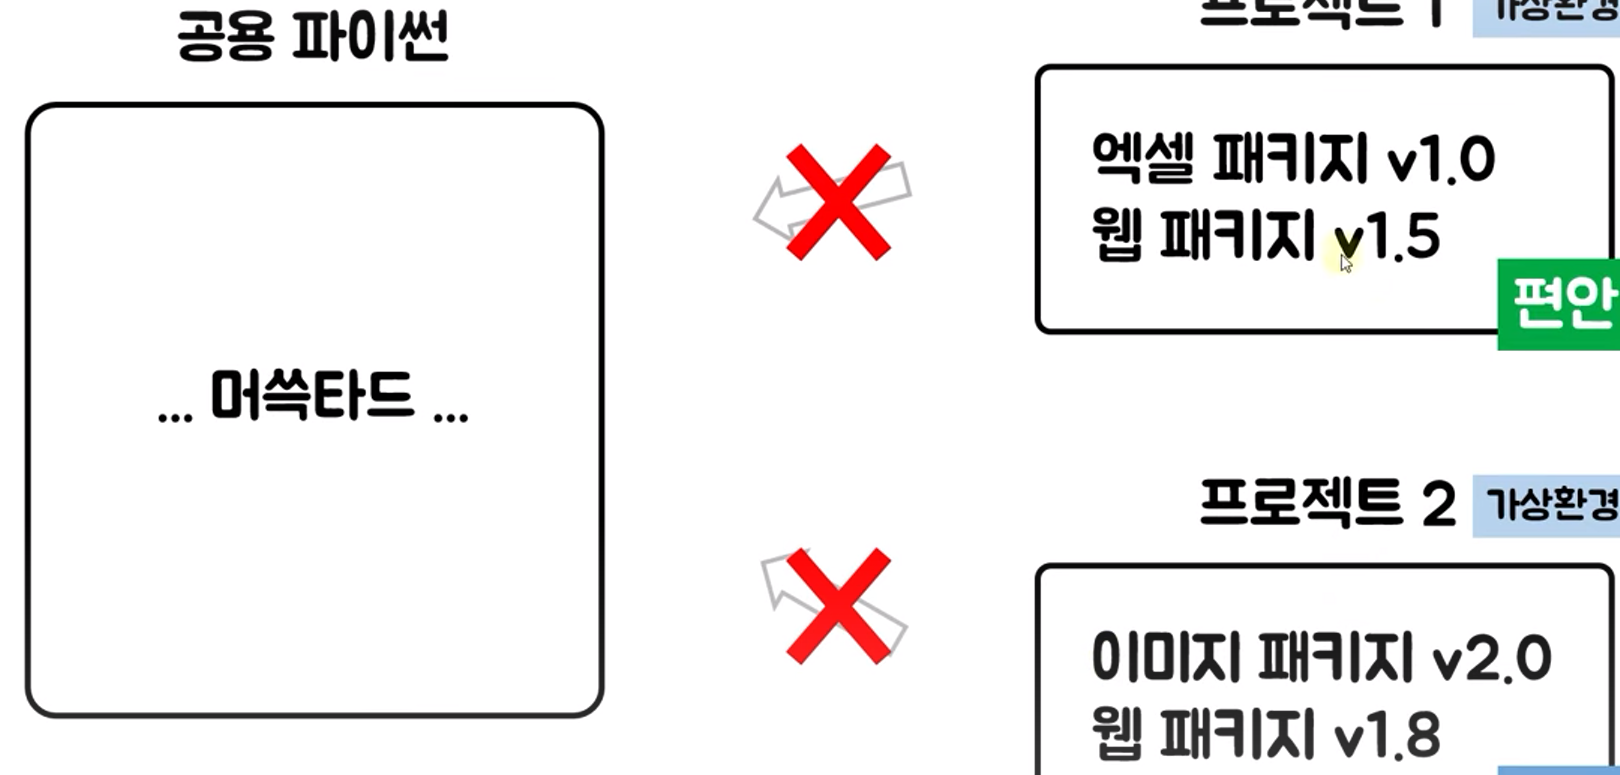 공용 파이썬
... 머쓱타드 ...
프로젝트 1 가상환경
엑셀 패키지 v1.0
웹 패키지 v1.5
편안
프로젝트 2 가상환경
이미지 패키지 v2.0
웹 패키지 v1.8